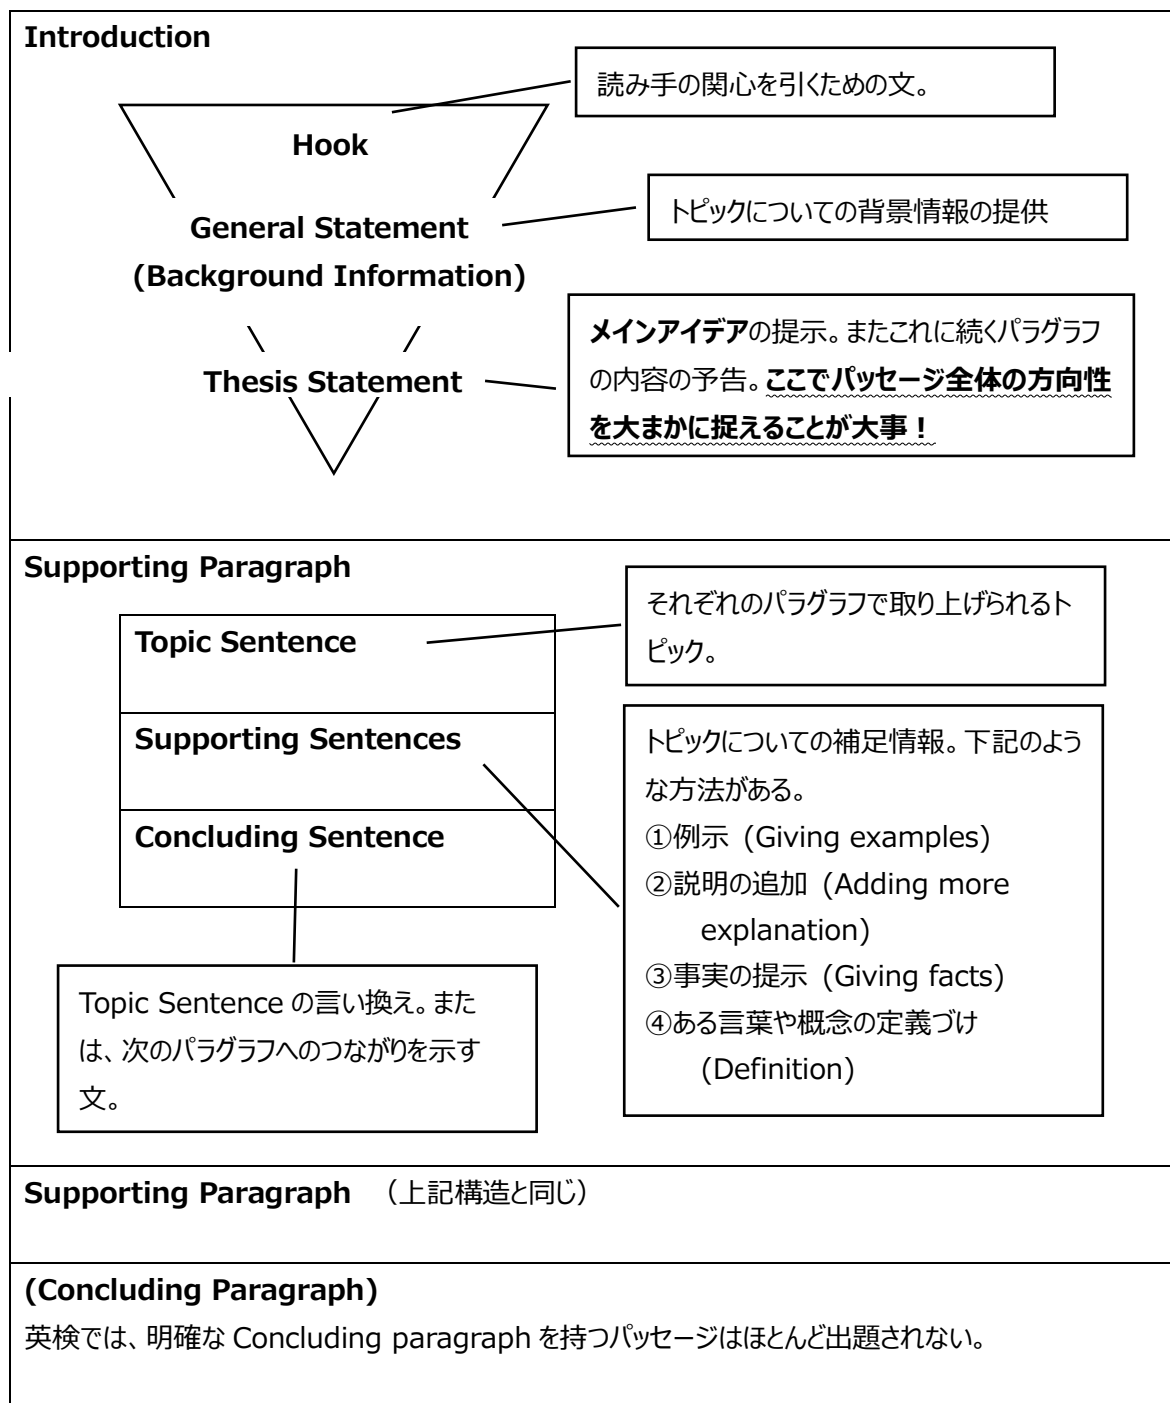 Introduction
読み手の関心を引くための文。
Hook
General Statement
(Background Information)
トピックについての背景情報の提供
Thesis Statement
メインアイデアの提示。またこれに続くパラグラフ
の内容の予告。ここでパッセージ全体の方向性
を大まかに捉えることが大事！
Supporting Paragraph
Topic Sentence
それぞれのパラグラフで取り上げられるト
ピック。
Supporting Sentences
トピックについての補足情報。下記のよう
な方法がある。
①例示 (Giving examples)
②説明の追加 (Adding more
explanation)
③事実の提示 (Giving facts)
④ある言葉や概念の定義づけ
(Definition)
Concluding Sentence
Topic Sentence の言い換え。また
は、次のパラグラフへのつながりを示す
文。
Supporting Paragraph （上記構造と同じ）
(Concluding Paragraph)
英検では、明確な Concluding paragraph を持つパッセージはほとんど出題されない。